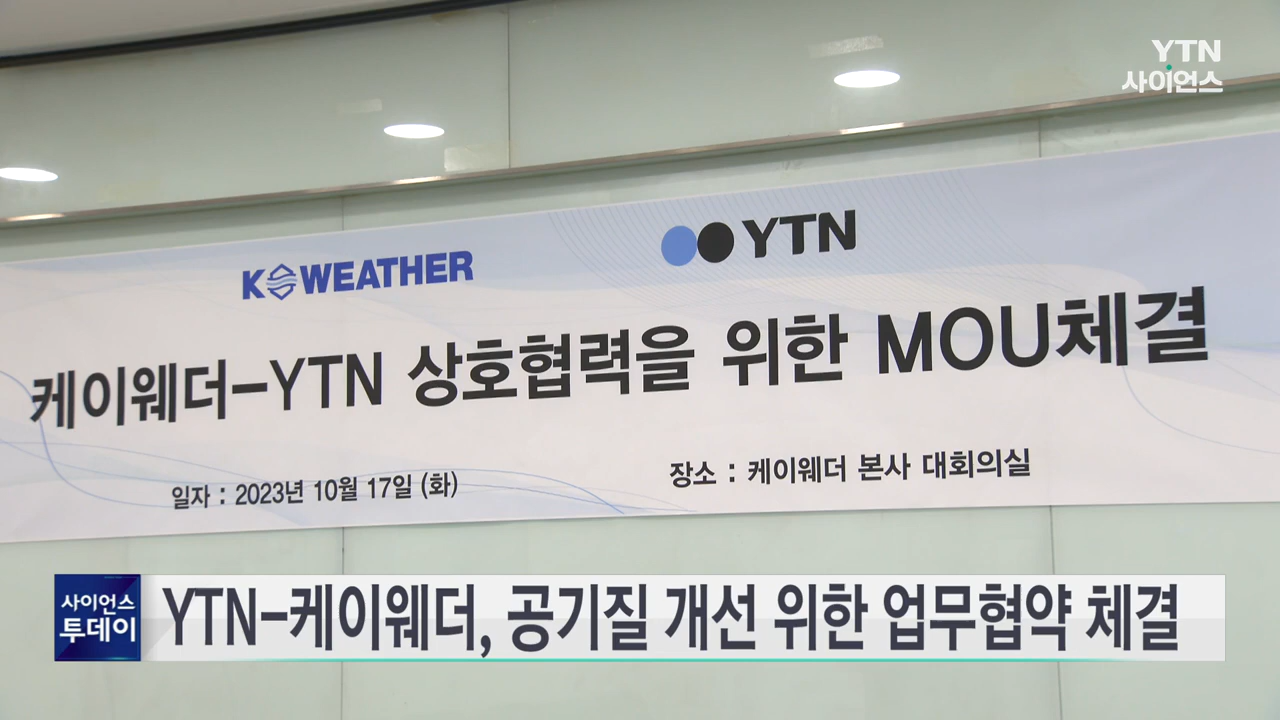 YTN
사이언스
K WEATHER
YTN
케이웨더-YTN 상호협력을 위한 MOU체결
일자 : 2023년 10월 17일 (화)
장소 : 케이웨더 본사 대회의실
사이언스
투데이
YTN-케이웨더, 공기질 개선 위한 업무협약 체결